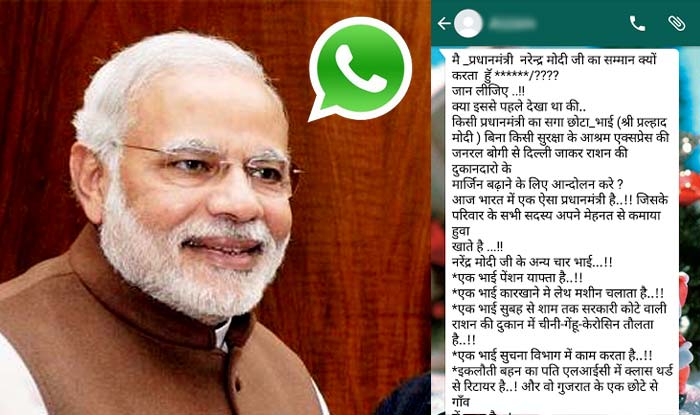 मै _प्रधानमंत्री  नरेन्द्र मोदी जी का सम्मान क्यों
करता  हूँ ******/????
जान लीजिए ..!!
क्या इससे पहले देखा था की..
किसी प्रधानमंत्री का सगा छोटा_भाई (श्री प्रल्हाद
मोदी ) बिना किसी सुरक्षा के आश्रम एक्सप्रेस की
जनरल बोगी से दिल्ली जाकर राशन की
दुकानदारो के
मार्जिन बढ़ाने के लिए आन्दोलन करे ?
आज भारत में एक ऐसा प्रधानमंत्री है..!! जिसके
परिवार के सभी सदस्य अपने मेहनत से कमाया
हुवा
खाते है ...!!
नरेंद्र मोदी जी के अन्य चार भाई...!!
*एक भाई पेंशन याफ्ता है..!!
*एक भाई कारखाने मे लेथ मशीन चलाता है..!!
*एक भाई सुबह से शाम तक सरकारी कोटे वाली
राशन की दुकान में चीनी-गेंहू-केरोसिन तौलता
है..!!
*एक भाई सुचना विभाग में काम करता है..!!
*इकलौती बहन का पति एलआईसी में क्लास थर्ड
से रिटायर है..! और वो गुजरात के एक छोटे से
गाँव